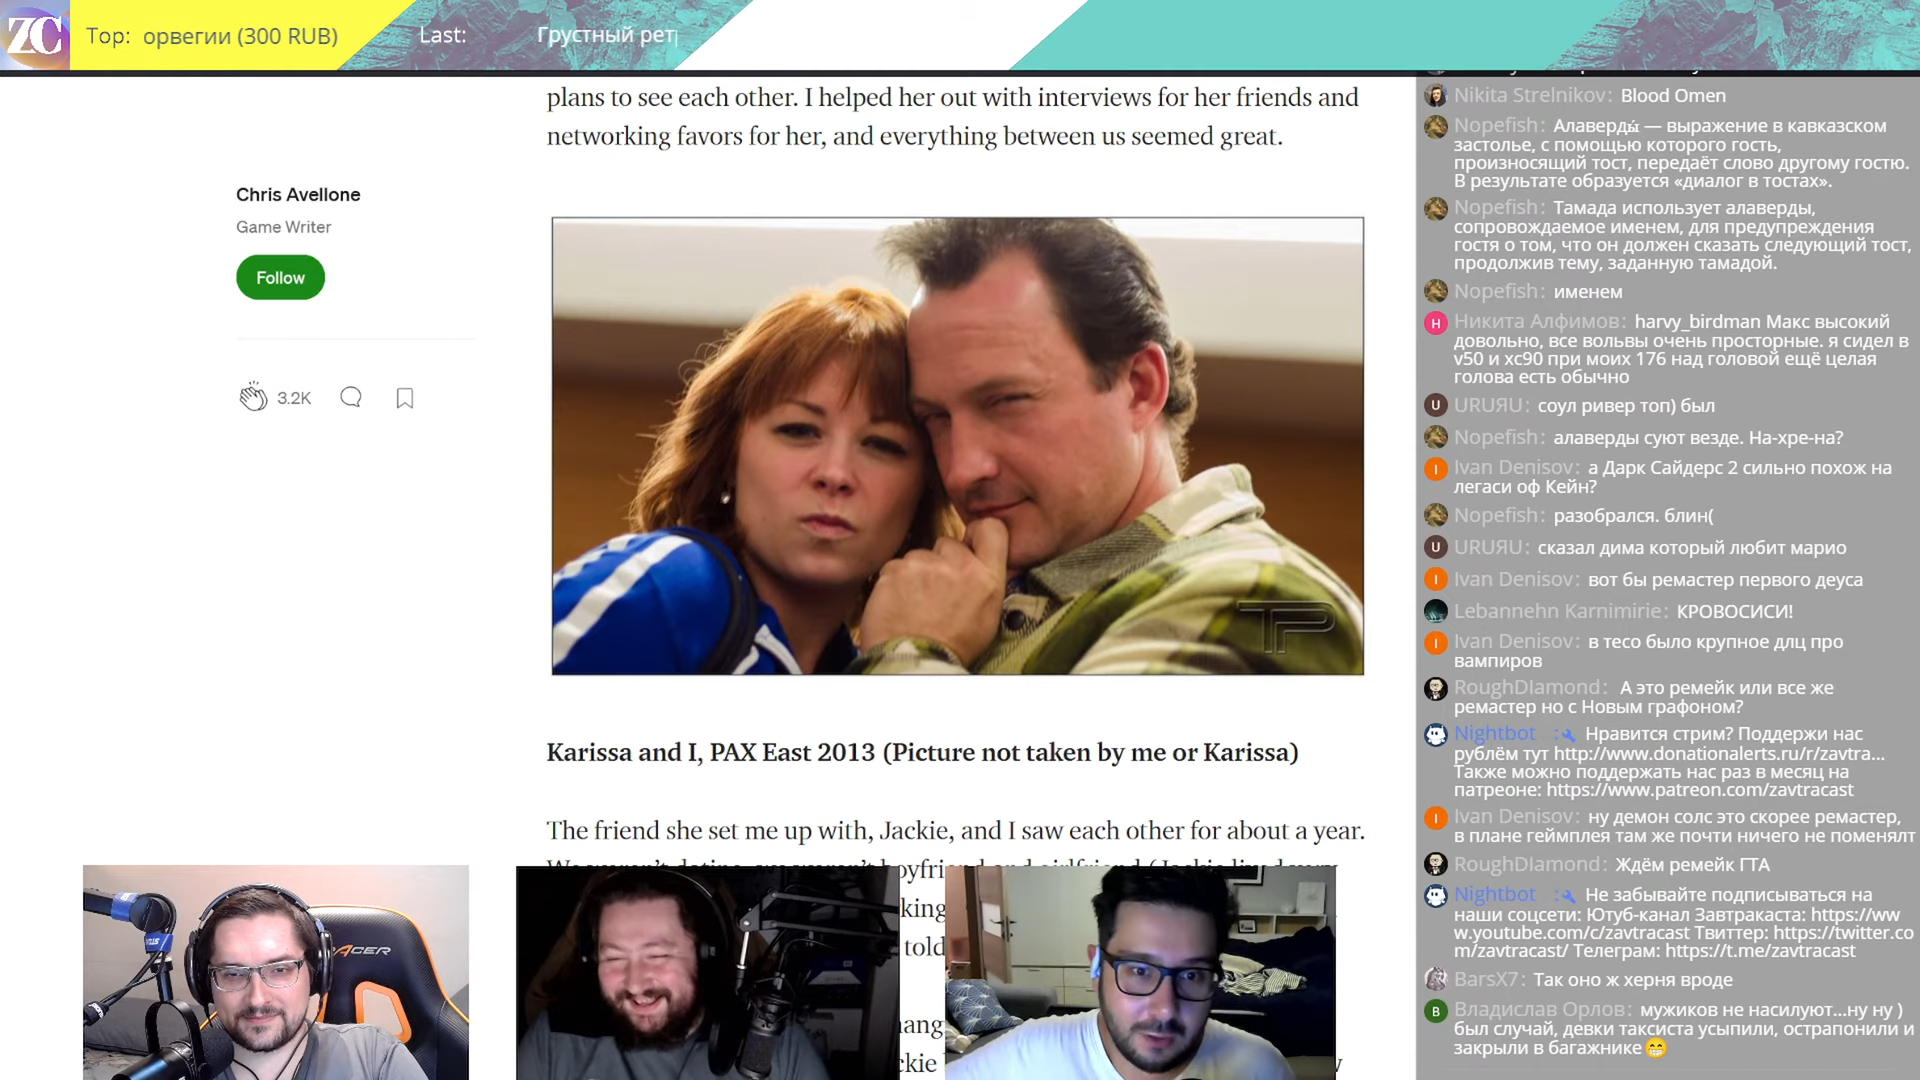 ZC
Top: орвегии (300 RUB)
Last: Грустный рет
plans to see each other. I helped her out with interviews for her friends and
networking favors for her, and everything between us seemed great.
Chris Avellone
Game Writer
Follow
3.2K
TP
Karissa and I, PAX East 2013 (Picture not taken by me or Karissa)
The friend she set me up with, Jackie, and I saw each other for about a year.
told
Nikita Strelnikov: Blood Omen
Nopefish: Алаверды́ — выражение в кавказском
застолье, с помощью которого гость,
произносящий тост, передаёт слово другому гостю.
В результате образуется «диалог в тостах».
Nopefish: Тамада использует алаверды,
сопровождаемое именем, для предупреждения
гостя о том, что он должен сказать следующий тост,
продолжив тему, заданную тамадой.
Nopefish: именем
H Никита Алфимов: harvy_birdman Макс высокий
довольно, все вольвы очень просторные. я сидел в
v50 и xc90 при моих 176 над головой ещё целая
голова есть обычно
U URUЯU: соул ривер топ) был
Nopefish: алаверды суют везде. На-хре-на?
I Ivan Denisov: а Дарк Сайдерс 2 сильно похож на
легаси оф Кейн?
Nopefish: разобрался. блин(
U URUЯU: сказал дима который любит марио
I Ivan Denisov: вот бы ремастер первого деуса
Lebannehn Karnimirie: КРОВОСИСИ!
I Ivan Denisov: в тесо было крупное длц про
вампиров
RoughDIamond: А это ремейк или все же
ремастер но с Новым графоном?
Nightbot : Нравится стрим? Поддержи нас
рублём тут http://www.donationalerts.ru/r/zavtra...
Также можно поддержать нас раз в месяц на
патреоне: https://www.patreon.com/zavtracast
I Ivan Denisov: ну демон солс это скорее ремастер,
в плане геймплея там же почти ничего не поменялт
RoughDIamond: Ждём ремейк ГТА
Nightbot : Не забывайте подписываться на
наши соцсети: Ютуб-канал Завтракаста: https://ww
w.youtube.com/c/zavtracast Твиттер: https://twitter.co
m/zavtracast/ Телеграм: https://t.me/zavtracast
BarsX7: Так оно ж херня вроде
В Владислав Орлов: мужиков не насилуют...ну ну )
был случай, девки таксиста усыпили, острапонили и
закрыли в багажнике😁